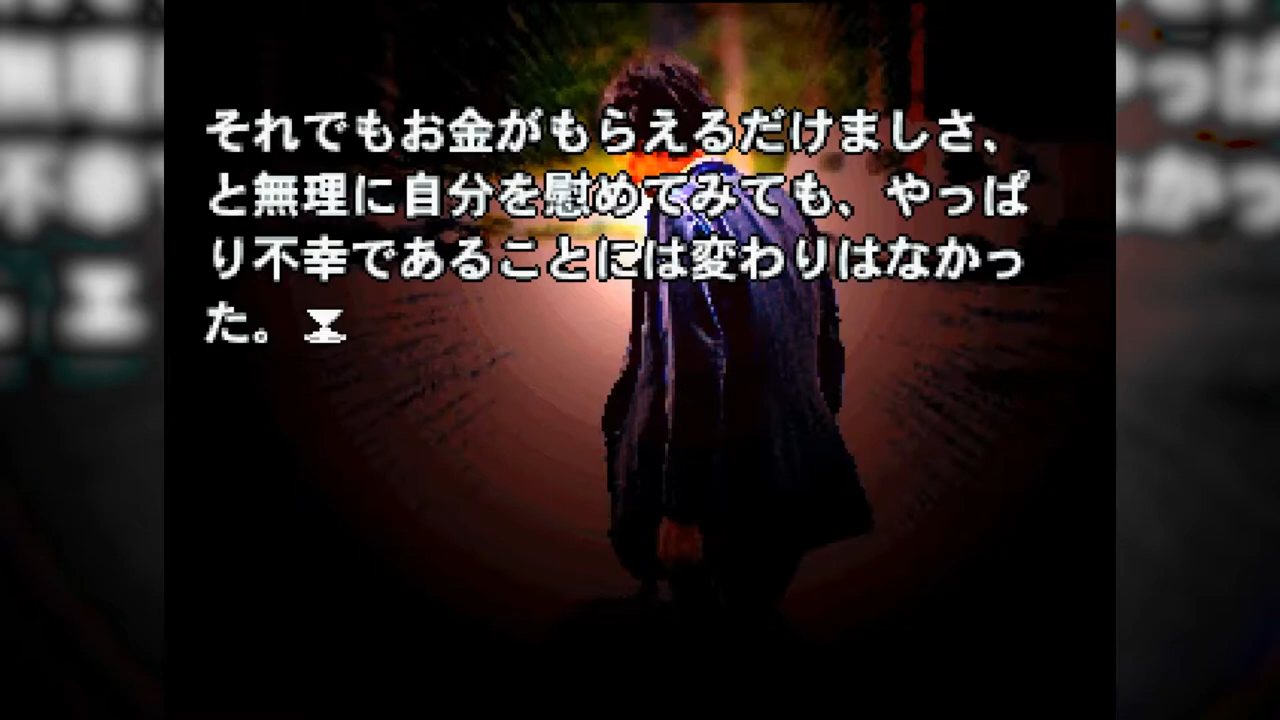 それでもお金がもらえるだけましさ、
と無理に自分を慰めてみても、やっぱ
り不幸であることには変わりはなかっ
た。